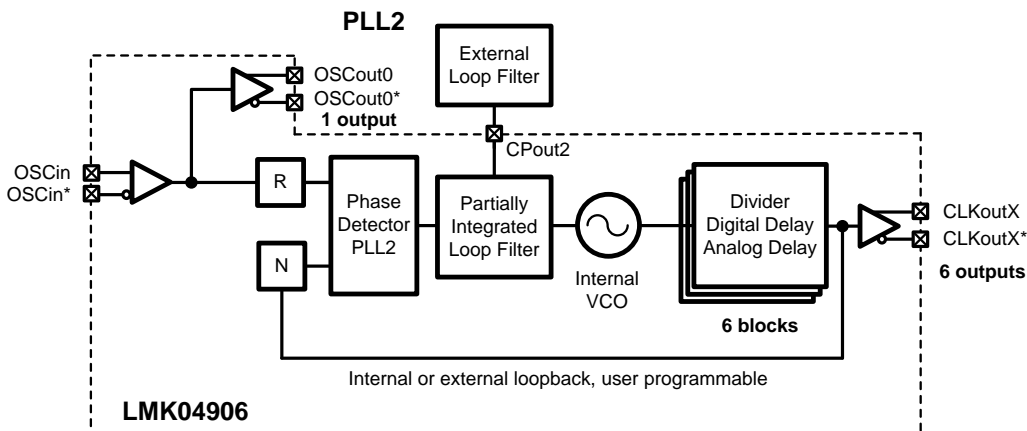 PLL2
External
Loop Filter
OSCout0
OSCout0*
1 output
CPout2
OSCin
OSCin*
R
N
Phase
Detector
PLL2
Partially
Integrated
Loop Filter
Internal
VCO
Divider
Digital Delay
Analog Delay
6 blocks
CLKoutX
CLKoutX*
6 outputs
Internal or external loopback, user programmable
LMK04906